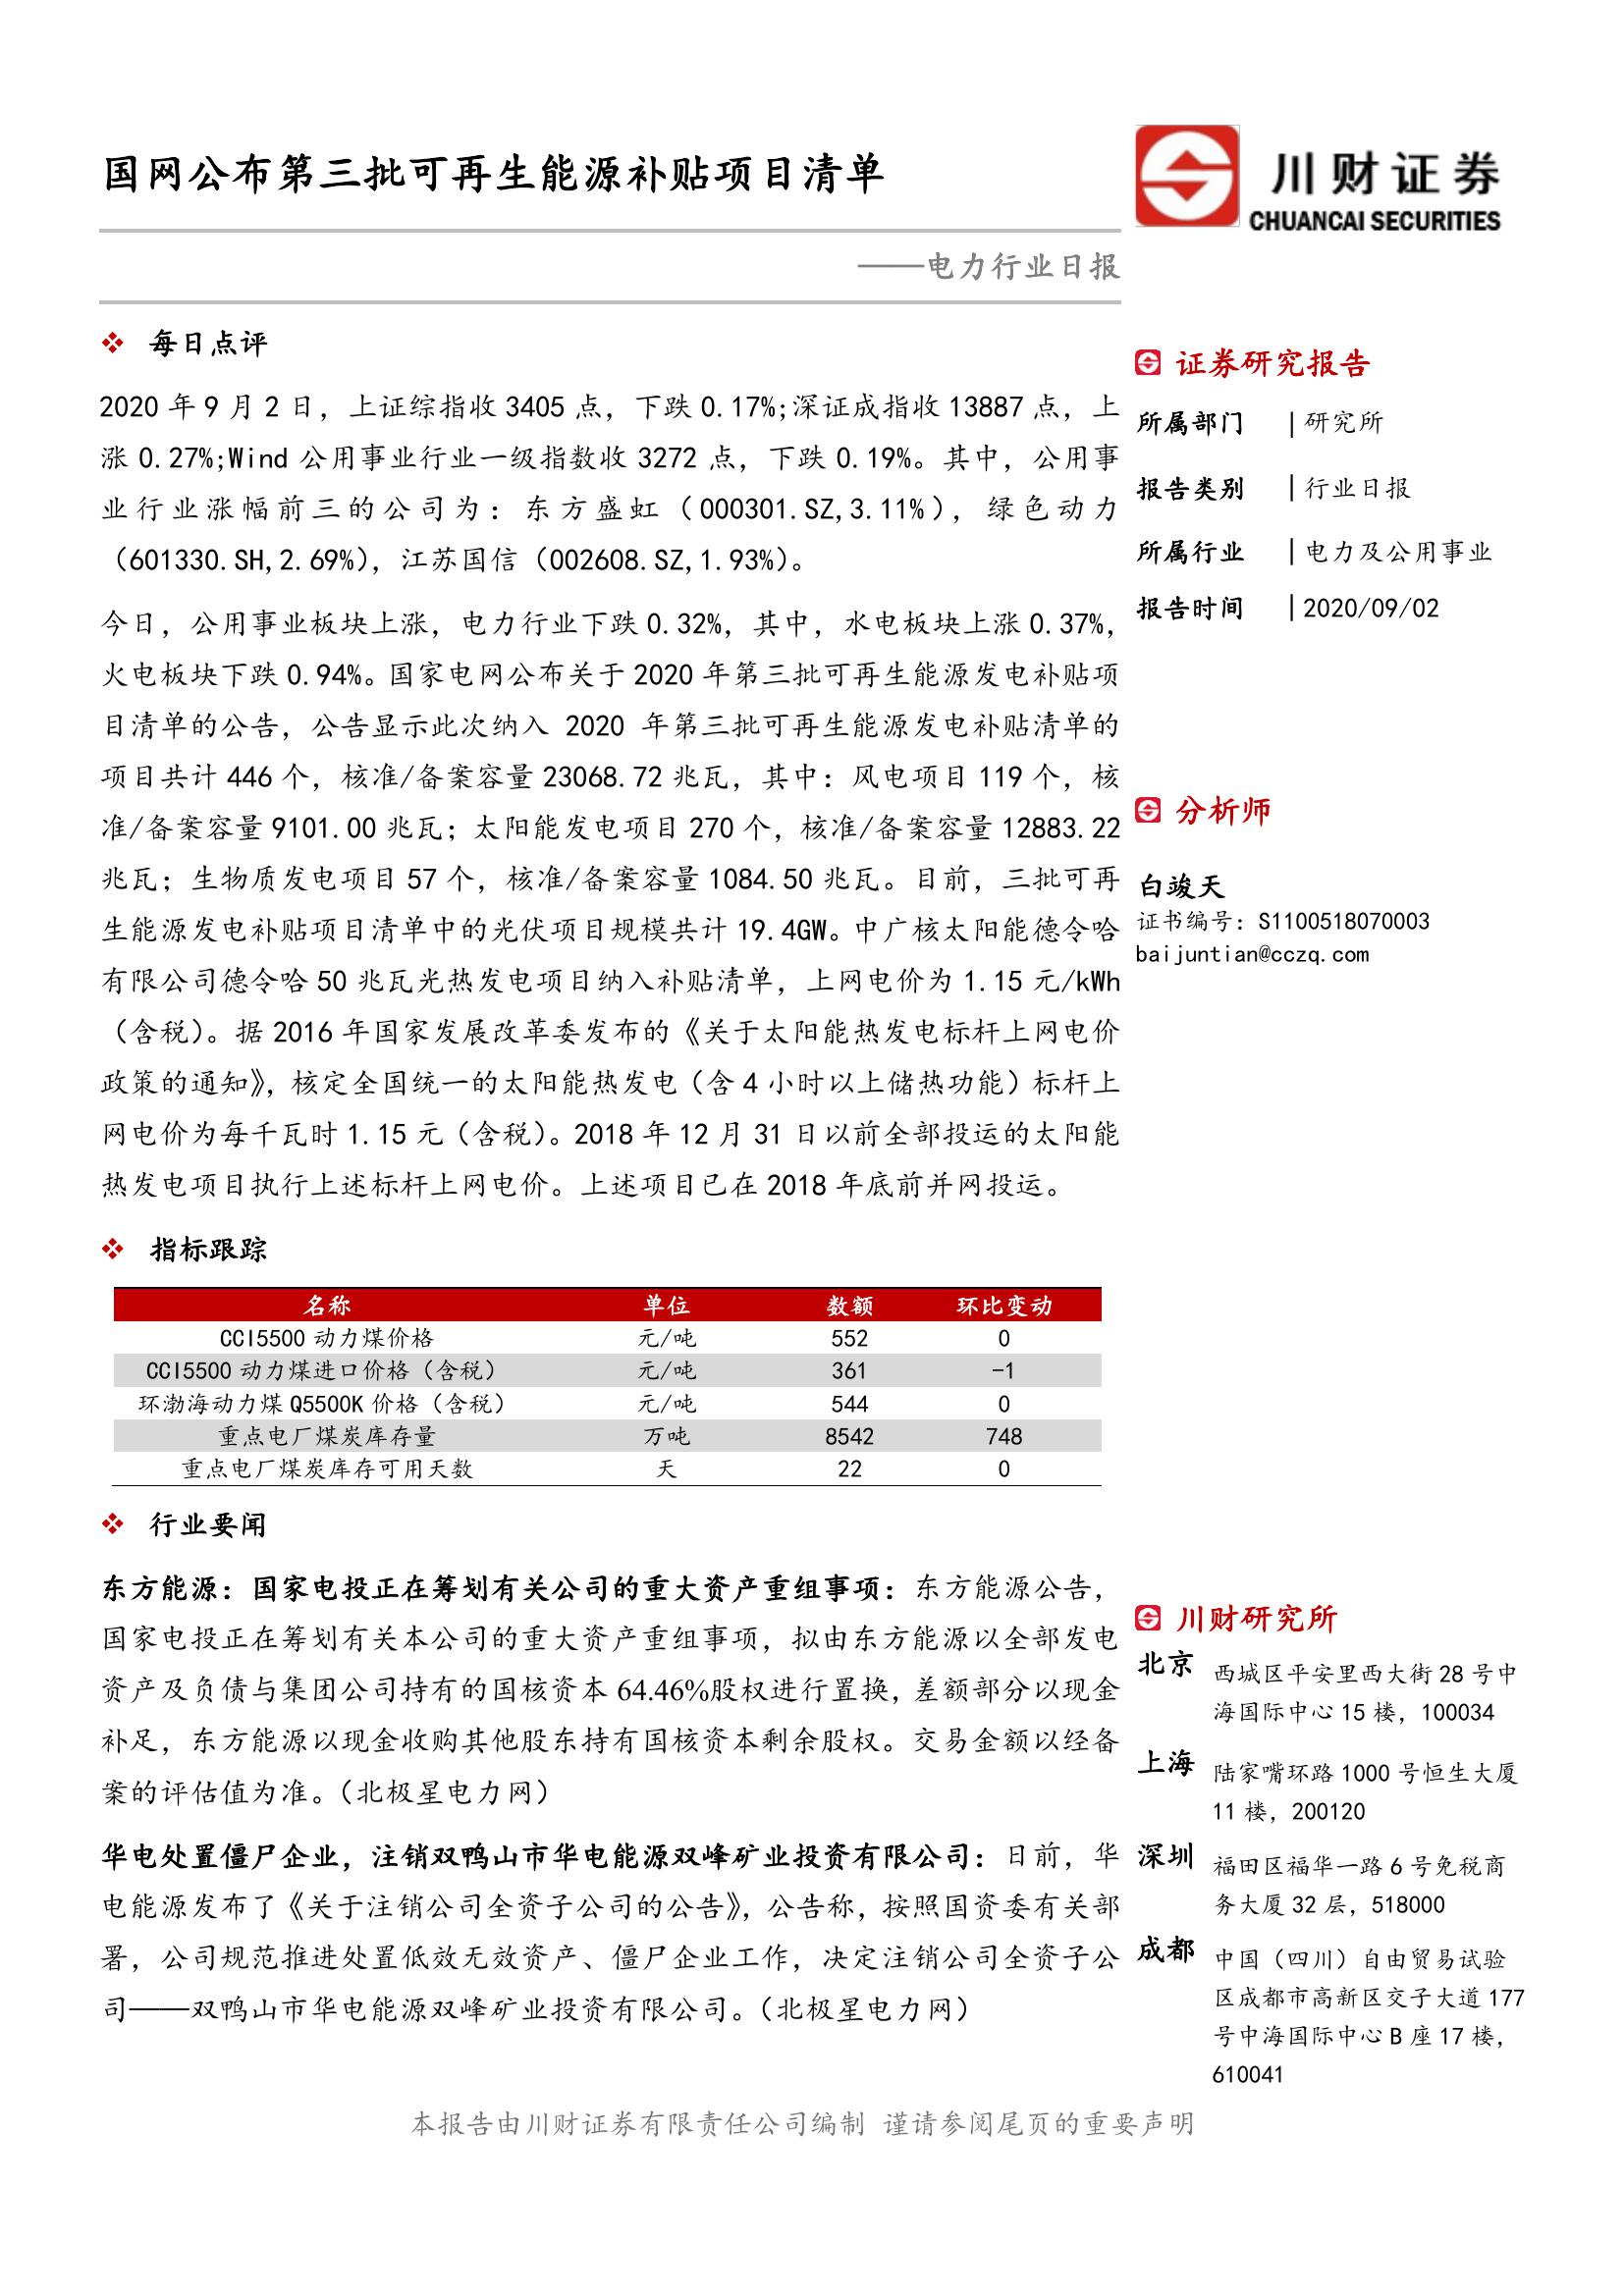 国网公布第三批可再生能源补贴项目清单
川财证券
CHUANCAI SECURITIES
——电力行业日报
每日点评
2020 年 9 月 2 日，上证综指收 3405 点，下跌 0.17%;深证成指收 13887 点，上
涨 0.27%;Wind 公用事业行业一级指数收 3272 点，下跌 0.19%。其中，公用事
业行业涨幅前三的公司为：东方盛虹（000301.SZ,3.11%），绿色动力
（601330.SH,2.69%），江苏国信（002608.SZ,1.93%）。
今日，公用事业板块上涨，电力行业下跌 0.32%，其中，水电板块上涨 0.37%，
火电板块下跌 0.94%。国家电网公布关于 2020 年第三批可再生能源发电补贴项
目清单的公告，公告显示此次纳入 2020 年第三批可再生能源发电补贴清单的
项目共计 446 个，核准/备案容量 23068.72 兆瓦，其中：风电项目 119 个，核
准/备案容量 9101.00 兆瓦；太阳能发电项目 270 个，核准/备案容量 12883.22
兆瓦；生物质发电项目 57 个，核准/备案容量 1084.50 兆瓦。目前，三批可再
生能源发电补贴项目清单中的光伏项目规模共计 19.4GW。中广核太阳能德令哈
有限公司德令哈 50 兆瓦光热发电项目纳入补贴清单，上网电价为 1.15 元/kWh
（含税）。据 2016 年国家发展改革委发布的《关于太阳能热发电标杆上网电价
政策的通知》，核定全国统一的太阳能热发电（含 4 小时以上储热功能）标杆上
网电价为每千瓦时 1.15 元（含税）。2018 年 12 月 31 日以前全部投运的太阳能
热发电项目执行上述标杆上网电价。上述项目已在 2018 年底前并网投运。
指标跟踪
名称 单位 数额 环比变动
CCI5500 动力煤价格 元/吨 552 0
CCI5500 动力煤进口价格（含税） 元/吨 361 -1
环渤海动力煤 Q5500K 价格（含税） 元/吨 544 0
重点电厂煤炭库存量 万吨 8542 748
重点电厂煤炭库存可用天数 天 22 0
行业要闻
东方能源：国家电投正在筹划有关公司的重大资产重组事项：东方能源公告，
国家电投正在筹划有关本公司的重大资产重组事项，拟由东方能源以全部发电
资产及负债与集团公司持有的国核资本 64.46%股权进行置换，差额部分以现金
补足，东方能源以现金收购其他股东持有国核资本剩余股权。交易金额以经备
案的评估值为准。（北极星电力网）
华电处置僵尸企业，注销双鸭山市华电能源双峰矿业投资有限公司：日前，华
电能源发布了《关于注销公司全资子公司的公告》，公告称，按照国资委有关部
署，公司规范推进处置低效无效资产、僵尸企业工作，决定注销公司全资子公
司——双鸭山市华电能源双峰矿业投资有限公司。（北极星电力网）
证券研究报告
所属部门 | 研究所
报告类别 | 行业日报
所属行业 | 电力及公用事业
报告时间 | 2020/09/02
分析师
白竣天
证书编号：S1100518070003
baijuntian@cczq.com
川财研究所
北京 西城区平安里西大街 28 号中
海国际中心 15 楼，100034
上海 陆家嘴环路 1000 号恒生大厦
11 楼，200120
深圳 福田区福华一路 6 号免税商
务大厦 32 层，518000
成都 中国（四川）自由贸易试验
区成都市高新区交子大道 177
号中海国际中心 B 座 17 楼，
610041
本报告由川财证券有限责任公司编制 谨请参阅尾页的重要声明